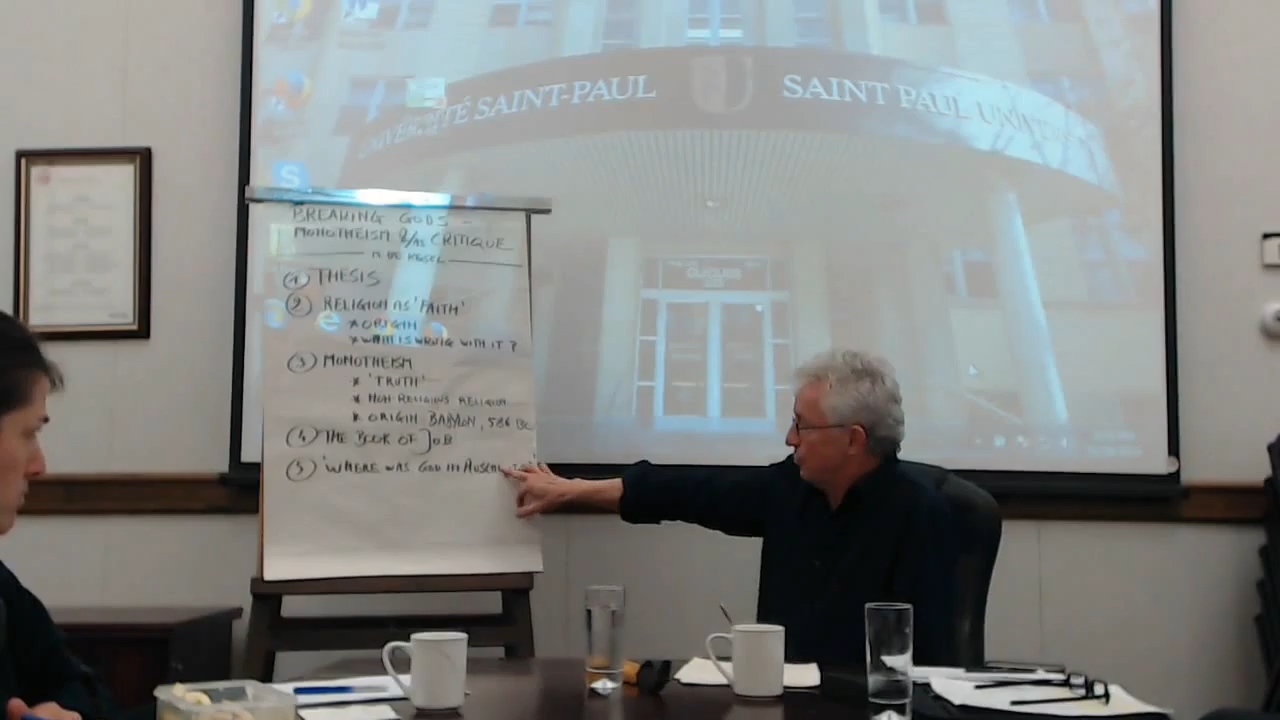 UNIVERSITÉ SAINT-PAUL
SAINT PAUL UNIVERSITY
BREAKING GODS –
MONOTHEISM &/AS CRITIQUE
(1) THESIS
(2) RELIGION AS 'FAITH'
* ORIGIN
* WHAT IS WRONG WITH IT?
(3) MONOTHEISM
* 'TRUTH'
* NON-RELIGIOUS RELIGION
* ORIGIN BABYLON, 586 BC
(4) THE BOOK OF JOB
(5) 'WHERE WAS GOD IN